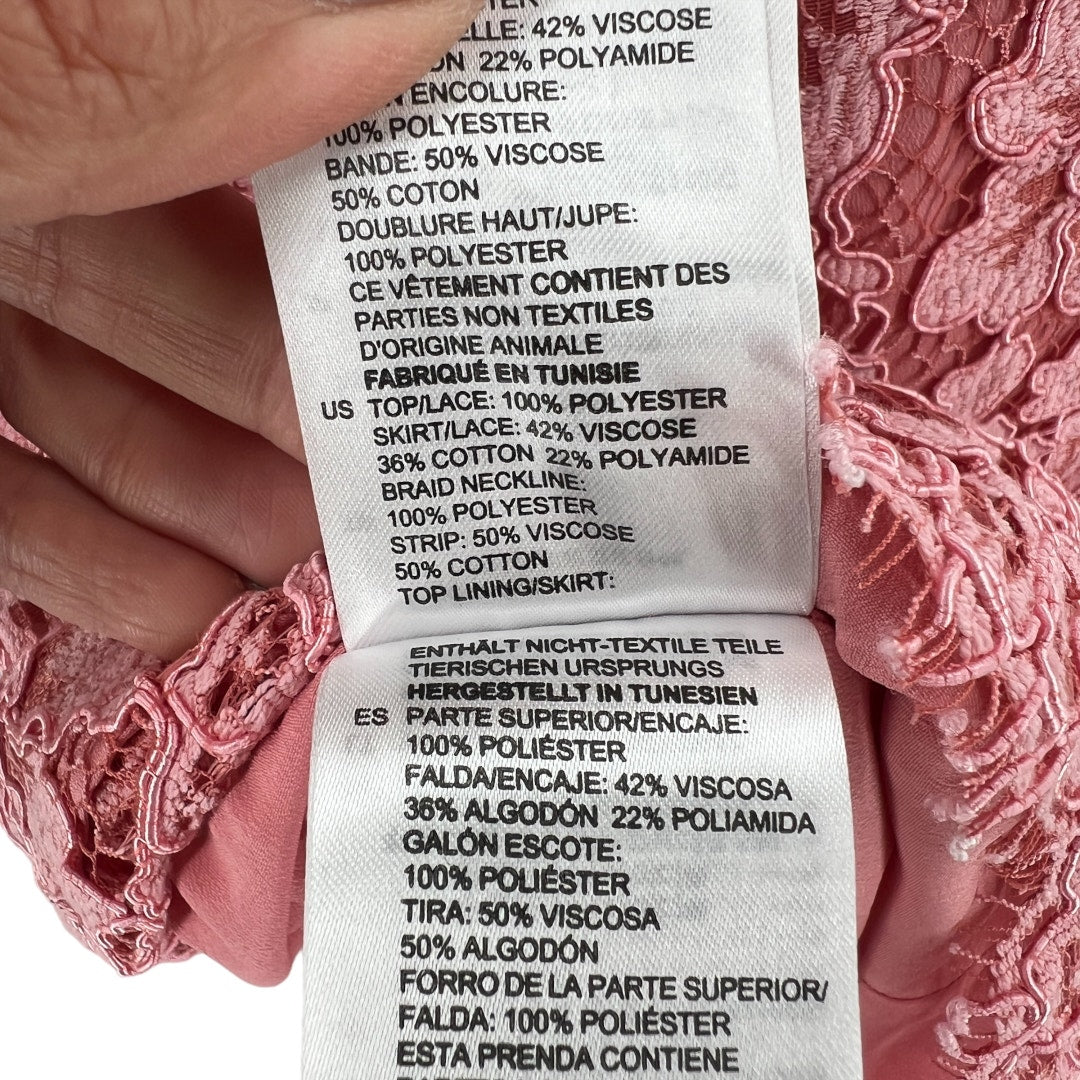 42% VISCOSE
22% POLYAMIDE
ENCOLURE:
100% POLYESTER
BANDE: 50% VISCOSE
50% COTON
DOUBLURE HAUT/JUPE:
100% POLYESTER
CE VÊTEMENT CONTIENT DES
PARTIES NON TEXTILES
D'ORIGINE ANIMALE
FABRIQUÉ EN TUNISIE
US TOP/LACE: 100% POLYESTER
SKIRT/LACE: 42% VISCOSE
36% COTTON 22% POLYAMIDE
BRAID NECKLINE:
100% POLYESTER
STRIP: 50% VISCOSE
50% COTTON
TOP LINING/SKIRT:
ENTHÄLT NICHT-TEXTILE TEILE
TIERISCHEN URSPRUNGS
HERGESTELLT IN TUNESIEN
ES PARTE SUPERIOR/ENCAJE:
100% POLIÉSTER
FALDA/ENCAJE: 42% VISCOSA
36% ALGODÓN 22% POLIAMIDA
GALÓN ESCOTE:
100% POLIÉSTER
TIRA: 50% VISCOSA
50% ALGODÓN
FORRO DE LA PARTE SUPERIOR/
FALDA: 100% POLIÉSTER
ESTA PRENDA CONTIENE